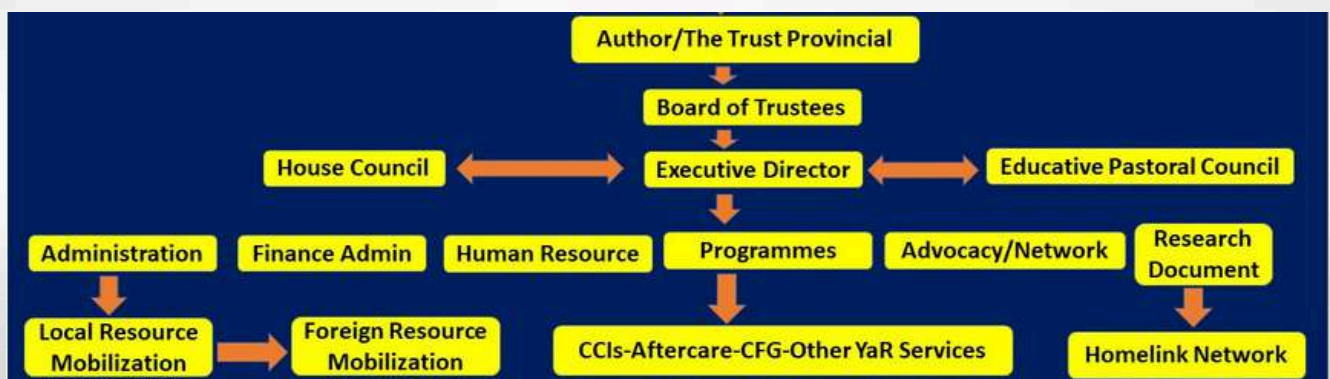 Author/The Trust Provincial
Board of Trustees
House Council
Executive Director
Educative Pastoral Council
Administration
Finance Admin
Human Resource
Programmes
Advocacy/Network
Research
Document
Local Resource
Mobilization
Foreign Resource
Mobilization
CCIs-Aftercare-CFG-Other YaR Services
Homelink Network